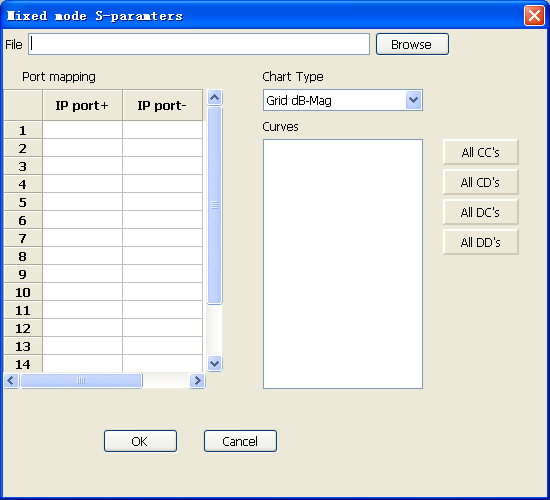 Mixed mode S-paramters
File
Browse
Port mapping
IP port+ IP port-
1
2
3
4
5
6
7
8
9
10
11
12
13
14
Chart Type
Grid dB-Mag
Curves
All CC's
All CD's
All DC's
All DD's
OK
Cancel